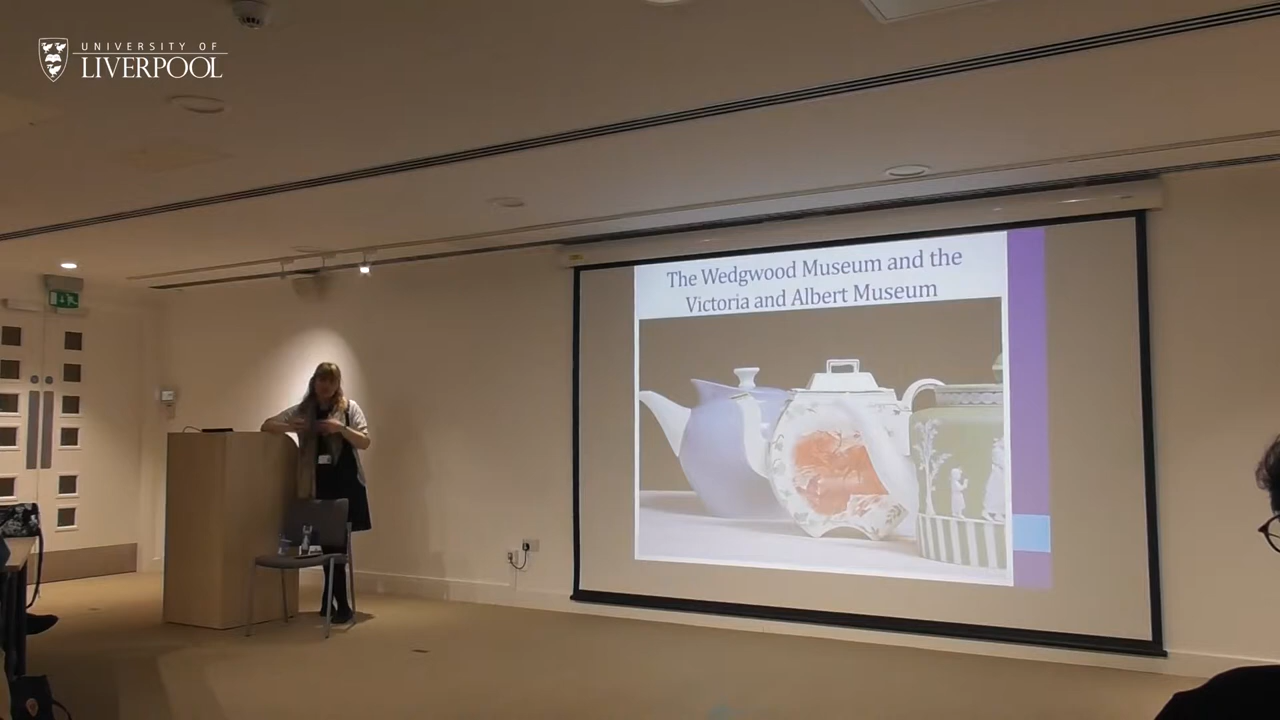 UNIVERSITY OF
LIVERPOOL
The Wedgwood Museum and the
Victoria and Albert Museum